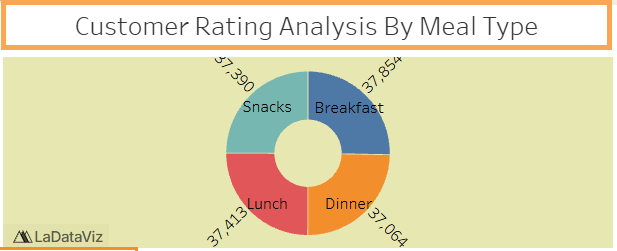 Customer Rating Analysis By Meal Type
37,390
37,854
Snacks
Breakfast
Lunch
Dinner
37,413
37,064
LaDataViz